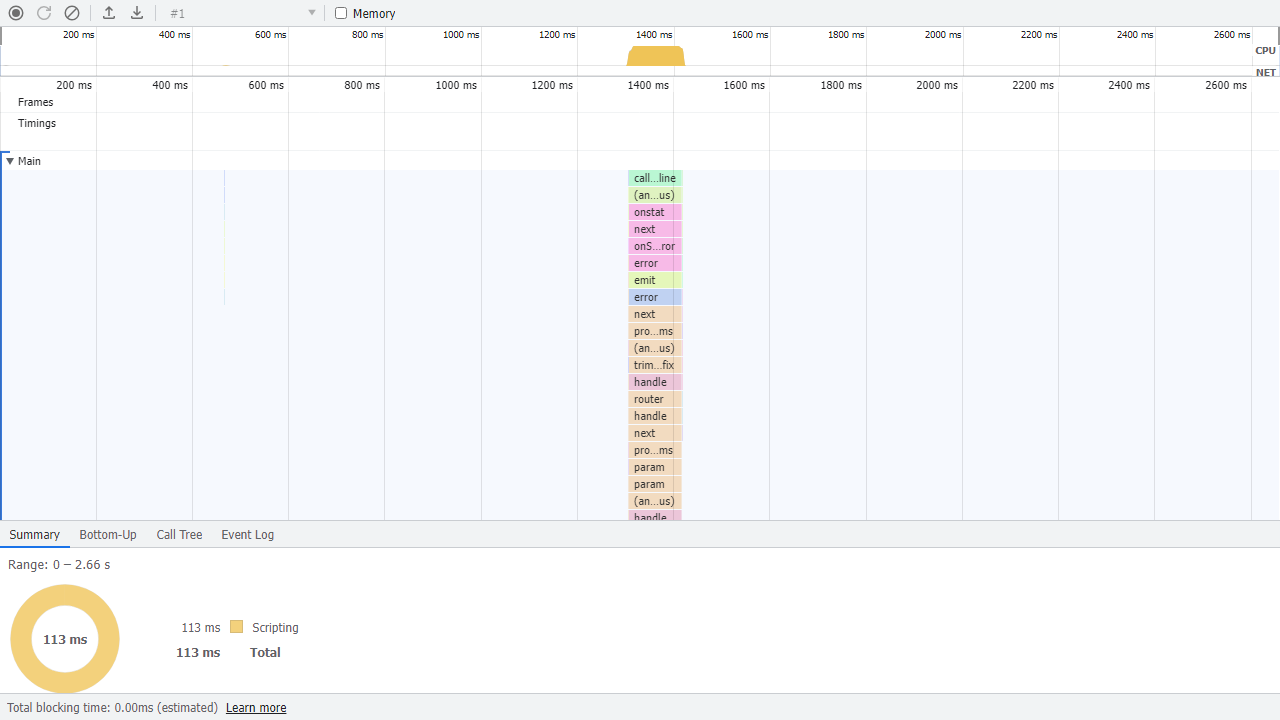 #1 Memory
200 ms 400 ms 600 ms 800 ms 1000 ms 1200 ms 1400 ms 1600 ms 1800 ms 2000 ms 2200 ms 2400 ms 2600 ms
CPU
NET
200 ms 400 ms 600 ms 800 ms 1000 ms 1200 ms 1400 ms 1600 ms 1800 ms 2000 ms 2200 ms 2400 ms 2600 ms
Frames
Timings
Main
call...line
(an...us)
onstat
next
onS...ror
error
emit
error
next
pro...ms
(an...us)
trim...fix
handle
router
handle
next
pro...ms
param
param
(an...us)
handle
Summary Bottom-Up Call Tree Event Log
Range: 0 – 2.66 s
113 ms
113 ms Scripting
113 ms Total
Total blocking time: 0.00ms (estimated) Learn more